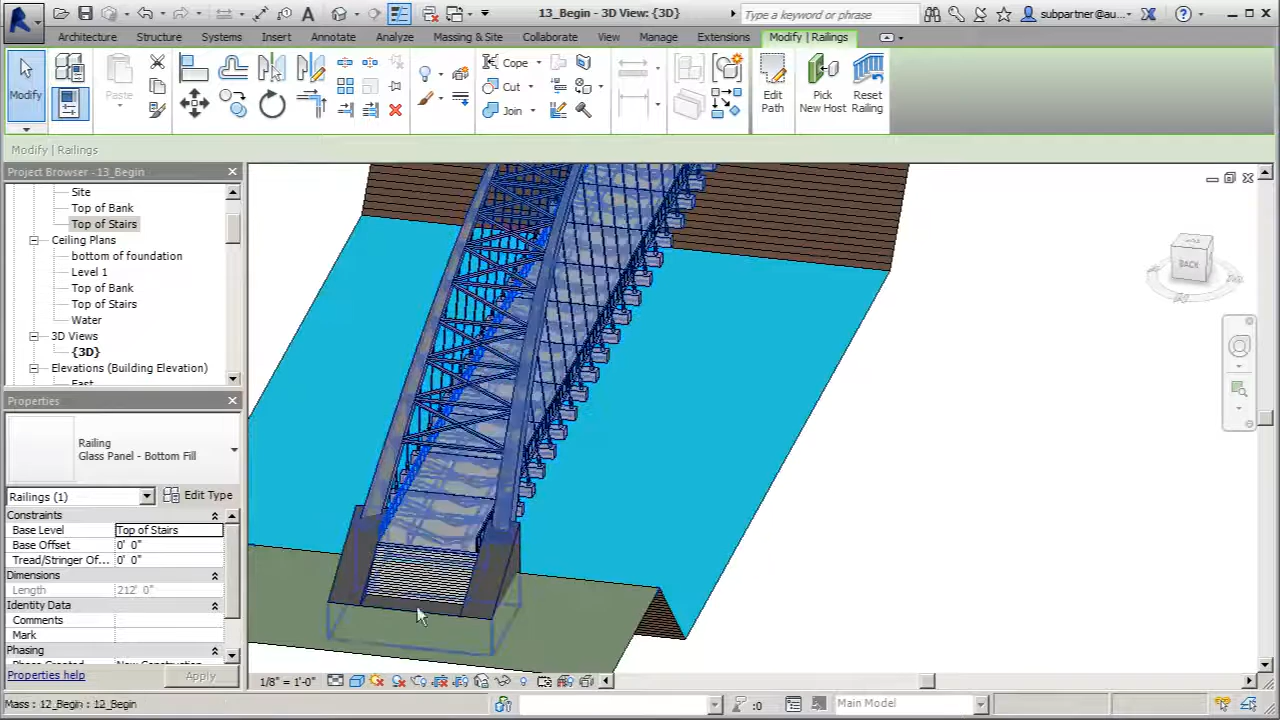 13_Begin - 3D View: {3D}
Type a keyword or phrase
subpartner@au...
Architecture Structure Systems Insert Annotate Analyze Massing & Site Collaborate View Manage Extensions Modify | Railings
Modify
Paste
Cope
Cut
Join
Edit Path
Pick New Host
Reset Railing
Modify | Railings
Project Browser - 13_Begin
Site
Top of Bank
Top of Stairs
Ceiling Plans
bottom of foundation
Level 1
Top of Bank
Top of Stairs
Water
3D Views
{3D}
Elevations (Building Elevation)
East
BACK
Properties
Railing
Glass Panel - Bottom Fill
Railings (1)
Edit Type
Constraints
Base Level Top of Stairs
Base Offset 0' 0"
Tread/Stringer Of... 0' 0"
Dimensions
Length 212' 0"
Identity Data
Comments
Mark
Phasing
Phase Created New Construction
Properties help
Apply
1/8" = 1'-0"
Mass : 12_Begin : 12_Begin
:0
Main Model